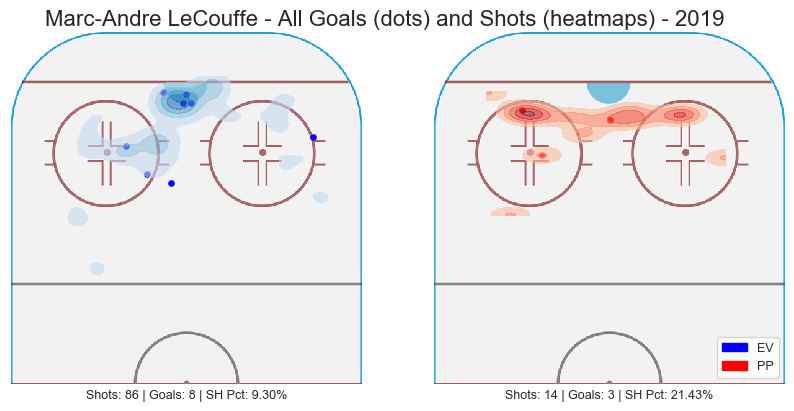 Marc-Andre LeCouffe - All Goals (dots) and Shots (heatmaps) - 2019
EV
PP
Shots: 86 | Goals: 8 | SH Pct: 9.30%
Shots: 14 | Goals: 3 | SH Pct: 21.43%